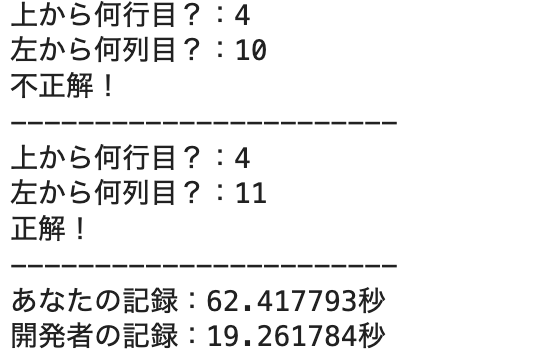 上から何行目？：4
左から何列目？：10
不正解！
-----------------------
上から何行目？：4
左から何列目？：11
正解！
-----------------------
あなたの記録：62.417793秒
開発者の記録：19.261784秒